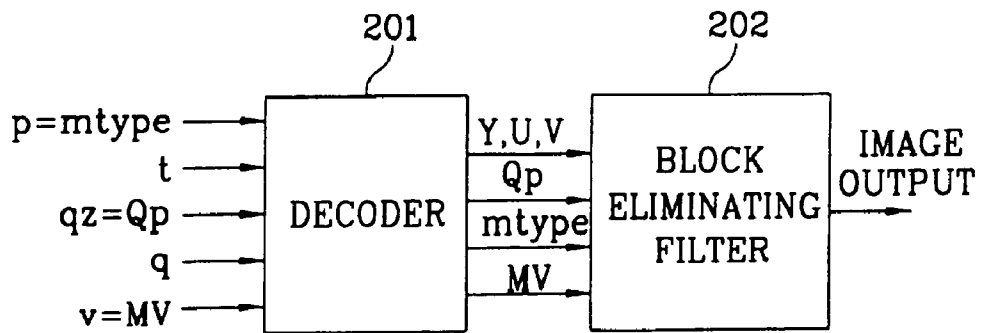 201
202
p=mtype
t
qz=Qp
q
v=MV
DECODER
Y,U,V
Qp
mtype
MV
BLOCK
ELIMINATING
FILTER
IMAGE
OUTPUT